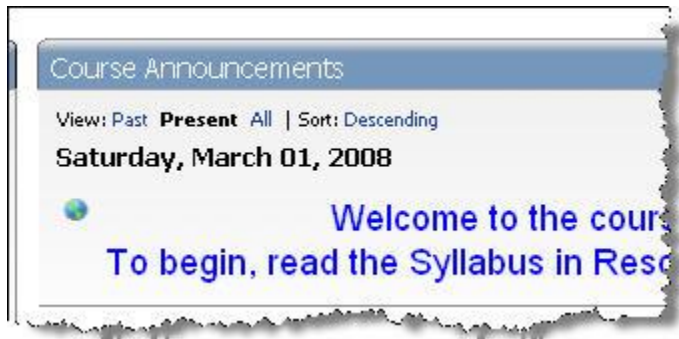 Course Announcements
View: Past Present All | Sort: Descending
Saturday, March 01, 2008
Welcome to the cour
To begin, read the Syllabus in Reso